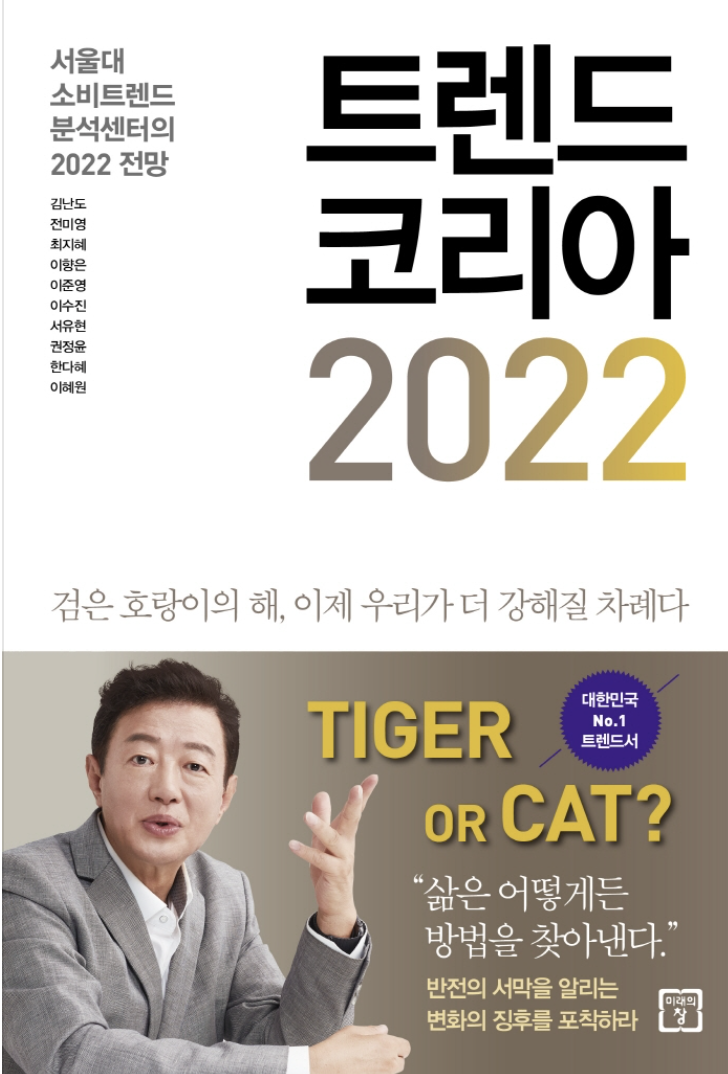 서울대
소비트렌드
분석센터의
2022 전망
김난도
전미영
최지혜
이향은
이준영
이수진
서유현
권정윤
한다혜
이혜원
트렌드
코리아
2022
검은 호랑이의 해, 이제 우리가 더 강해질 차례다
TIGER
OR CAT?
대한민국
No.1
트렌드서
“삶은 어떻게든
방법을 찾아낸다.”
반전의 서막을 알리는
변화의 징후를 포착하라
미래의
창